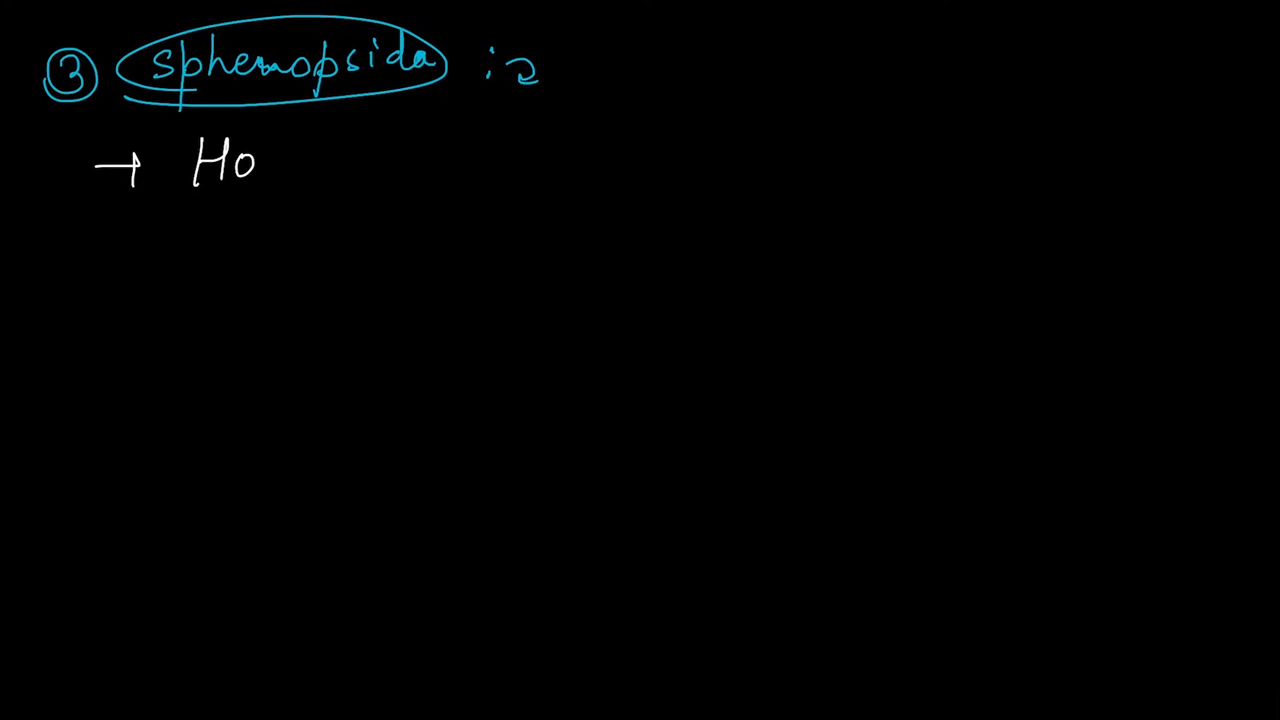 ③ sphenopsida :⤵
→ Ho